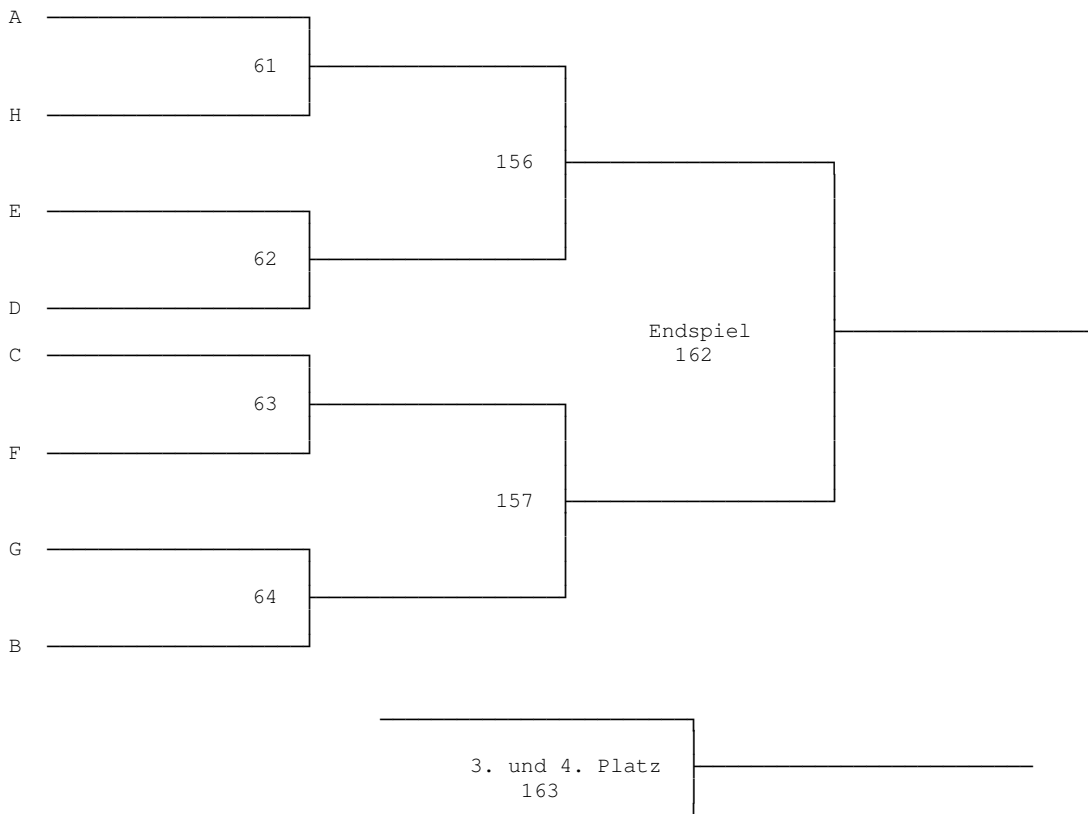 A
61
H
156
E
62
D
Endspiel
162
C
63
F
157
G
64
B
3. und 4. Platz
163